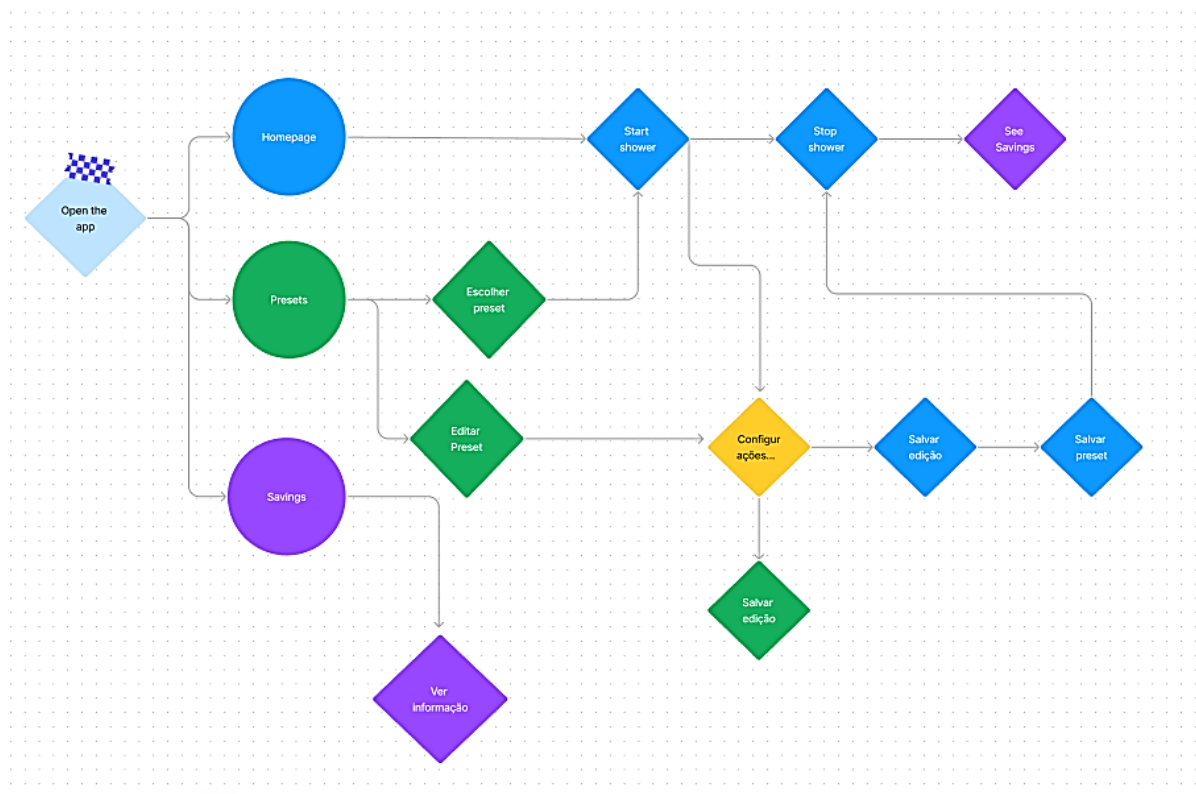 Homepage
Start
shower
Stop
shower
See
Savings
Open the
app
Presets
Escolher
preset
Editar
Preset
Configur
ações...
Salvar
edição
Salvar
preset
Savings
Salvar
edição
Ver
informação